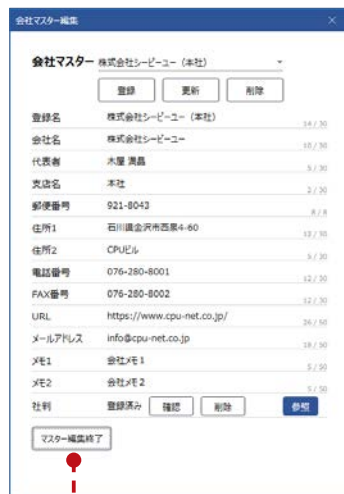 会社マスタ編集
×
会社マスター 株式会社シーピーユー（本社）
登録 更新 削除
登録名 株式会社シーピーユー（本社） 14 / 30
会社名 株式会社シーピーユー 10 / 30
代表者 木屋 満晶 5 / 30
支店名 本社 2 / 30
郵便番号 921-8043 8 / 8
住所1 石川県金沢市西泉4-60
住所2 CPUビル 5 / 30
電話番号 076-280-8001 12 / 30
FAX番号 076-280-8002 12 / 30
URL https://www.cpu-net.co.jp/ 26 / 50
メールアドレス info@cpu-net.co.jp 18 / 50
メモ1 会社メモ1 5 / 50
メモ2 会社メモ2 5 / 50
社判 登録済み 確認 削除 参照
マスター編集終了